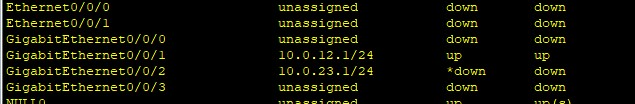 Ethernet0/0/0 unassigned down down
Ethernet0/0/1 unassigned down down
GigabitEthernet0/0/0 unassigned down down
GigabitEthernet0/0/1 10.0.12.1/24 up up
GigabitEthernet0/0/2 10.0.23.1/24 *down down
GigabitEthernet0/0/3 unassigned down down
NULL0 unassigned up up(s)